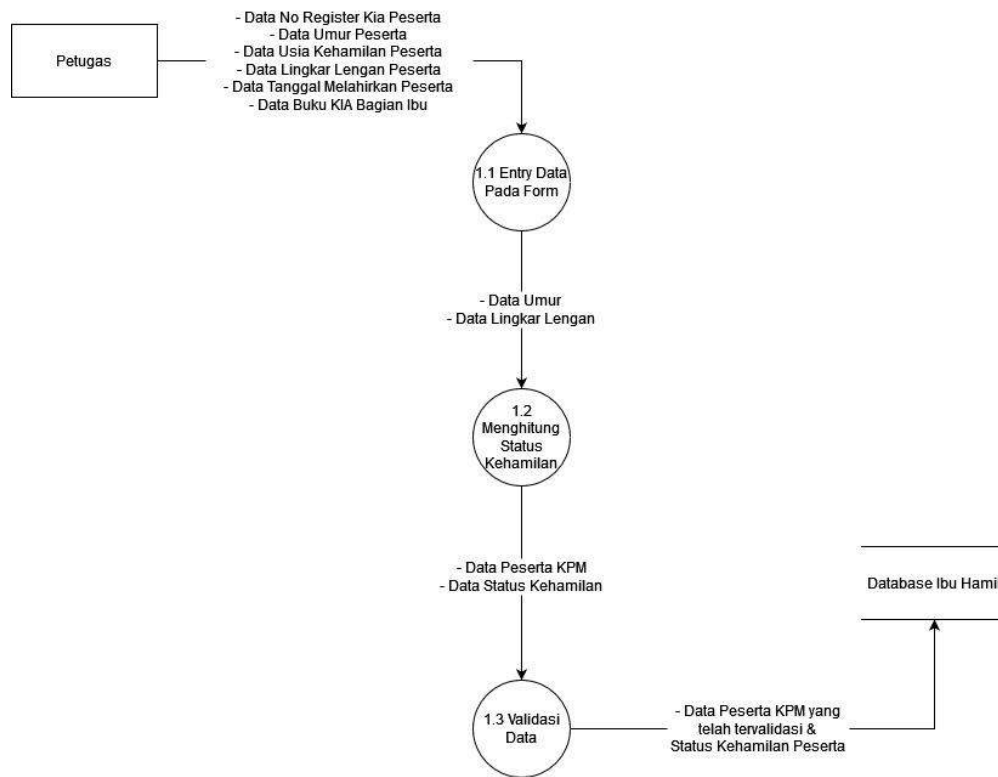 Petugas
- Data No Register Kia Peserta
- Data Umur Peserta
- Data Usia Kehamilan Peserta
- Data Lingkar Lengan Peserta
- Data Tanggal Melahirkan Peserta
- Data Buku KIA Bagian Ibu
1.1 Entry Data
Pada Form
- Data Umur
- Data Lingkar Lengan
1.2
Menghitung
Status
Kehamilan
- Data Peserta KPM
- Data Status Kehamilan
Database Ibu Hamil
1.3 Validasi
Data
- Data Peserta KPM yang
telah tervalidasi &
Status Kehamilan Peserta